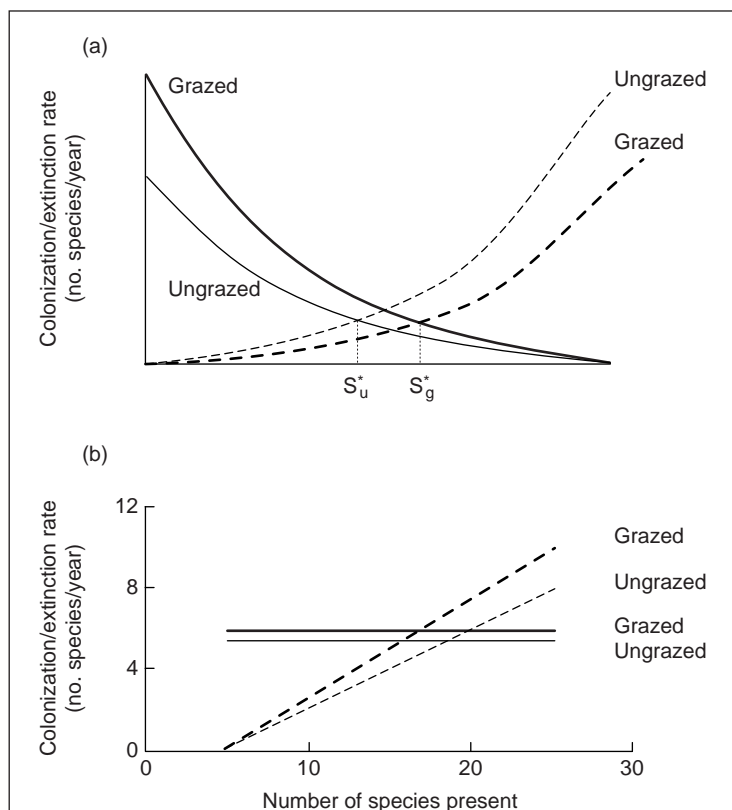 (a)
Colonization/extinction rate
(no. species/year)
Grazed
Ungrazed
Ungrazed
Grazed
S*u
S*g
(b)
Colonization/extinction rate
(no. species/year)
12
8
4
0
Grazed
Ungrazed
Grazed
Ungrazed
0 10 20 30
Number of species present